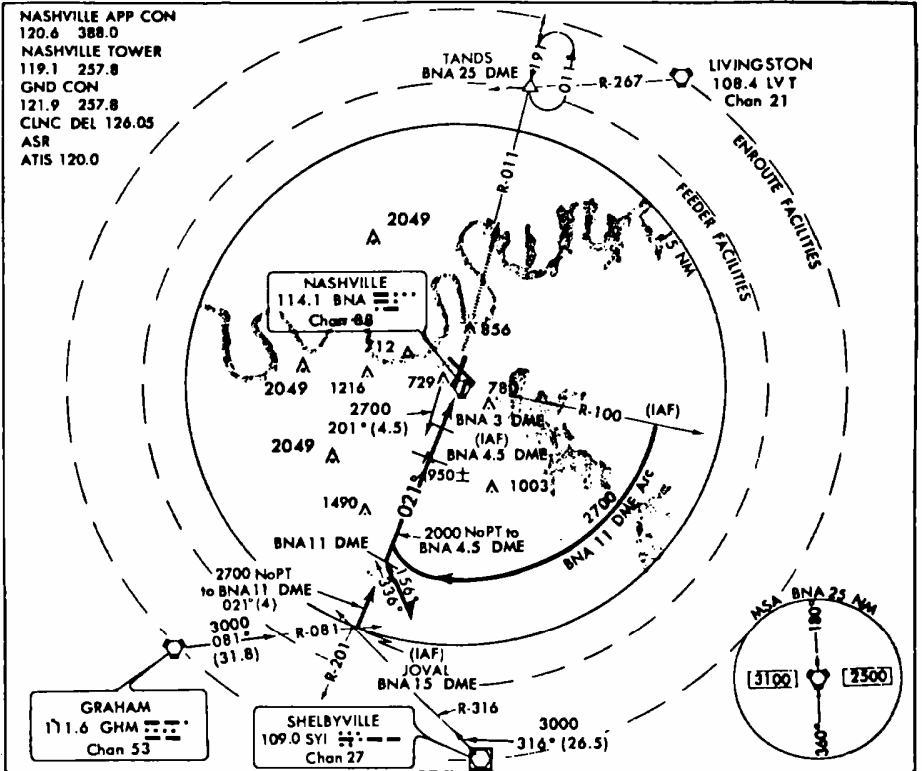 NASHVILLE APP CON
120.6 388.0
NASHVILLE TOWER
119.1 257.8
GND CON
121.9 257.8
CLNC DEL 126.05
ASR
ATIS 120.0
TANDS
BNA 25 DME
191
011
R-267
LIVINGSTON
108.4 LVT
Chan 21
R-011
ENROUTE FACILITIES
FEEDER FACILITIES
15 NM
2049
NASHVILLE
114.1 BNA
Chan 88
856
2049
1216
729
780
R-100
(IAF)
2700
201° (4.5)
BNA 3 DME
(IAF)
BNA 4.5 DME
2049
950±
1003
1490
021°
2700
BNA 11 DME Arc
2000 NoPT to
BNA 4.5 DME
BNA 11 DME
156°
336°
2700 NoPT
to BNA 11 DME
021° (4)
3000
081°
(31.8)
R-081
R-201
(IAF)
JOVAL
BNA 15 DME
R-316
3000
316° (26.5)
GRAHAM
111.6 GHM
Chan 53
SHELBYVILLE
109.0 SYI
Chan 27
MSA BNA 25 NM
180°
3100
2500
360°